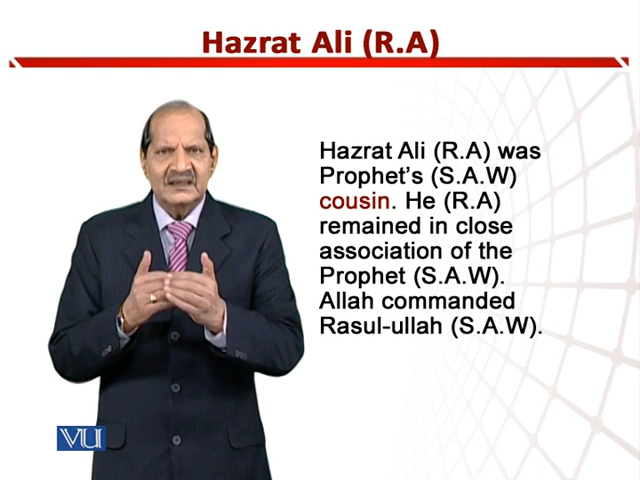 Hazrat Ali (R.A)
Hazrat Ali (R.A) was
Prophet's (S.A.W)
cousin. He (R.A)
remained in close
association of the
Prophet (S.A.W).
Allah commanded
Rasul-ullah (S.A.W).
VU